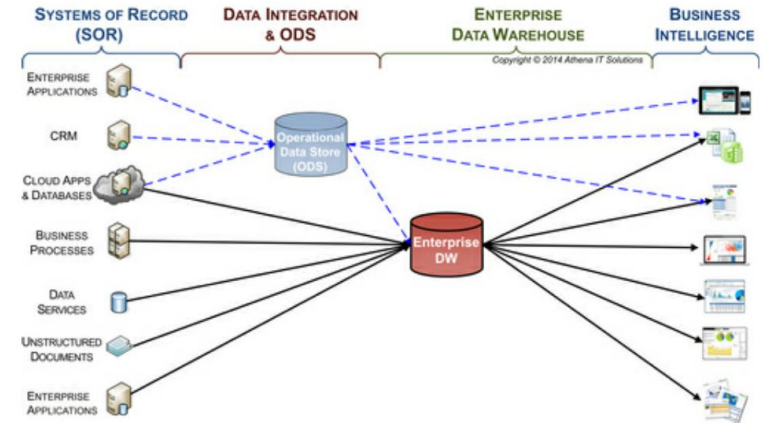 SYSTEMS OF RECORD
(SOR)
DATA INTEGRATION
& ODS
ENTERPRISE
DATA WAREHOUSE
BUSINESS
INTELLIGENCE
Copyright © 2014 Athena IT Solutions
ENTERPRISE
APPLICATIONS
CRM
CLOUD APPS
& DATABASES
BUSINESS
PROCESSES
DATA
SERVICES
UNSTRUCTURED
DOCUMENTS
ENTERPRISE
APPLICATIONS
Operational
Data Store
(ODS)
Enterprise
DW